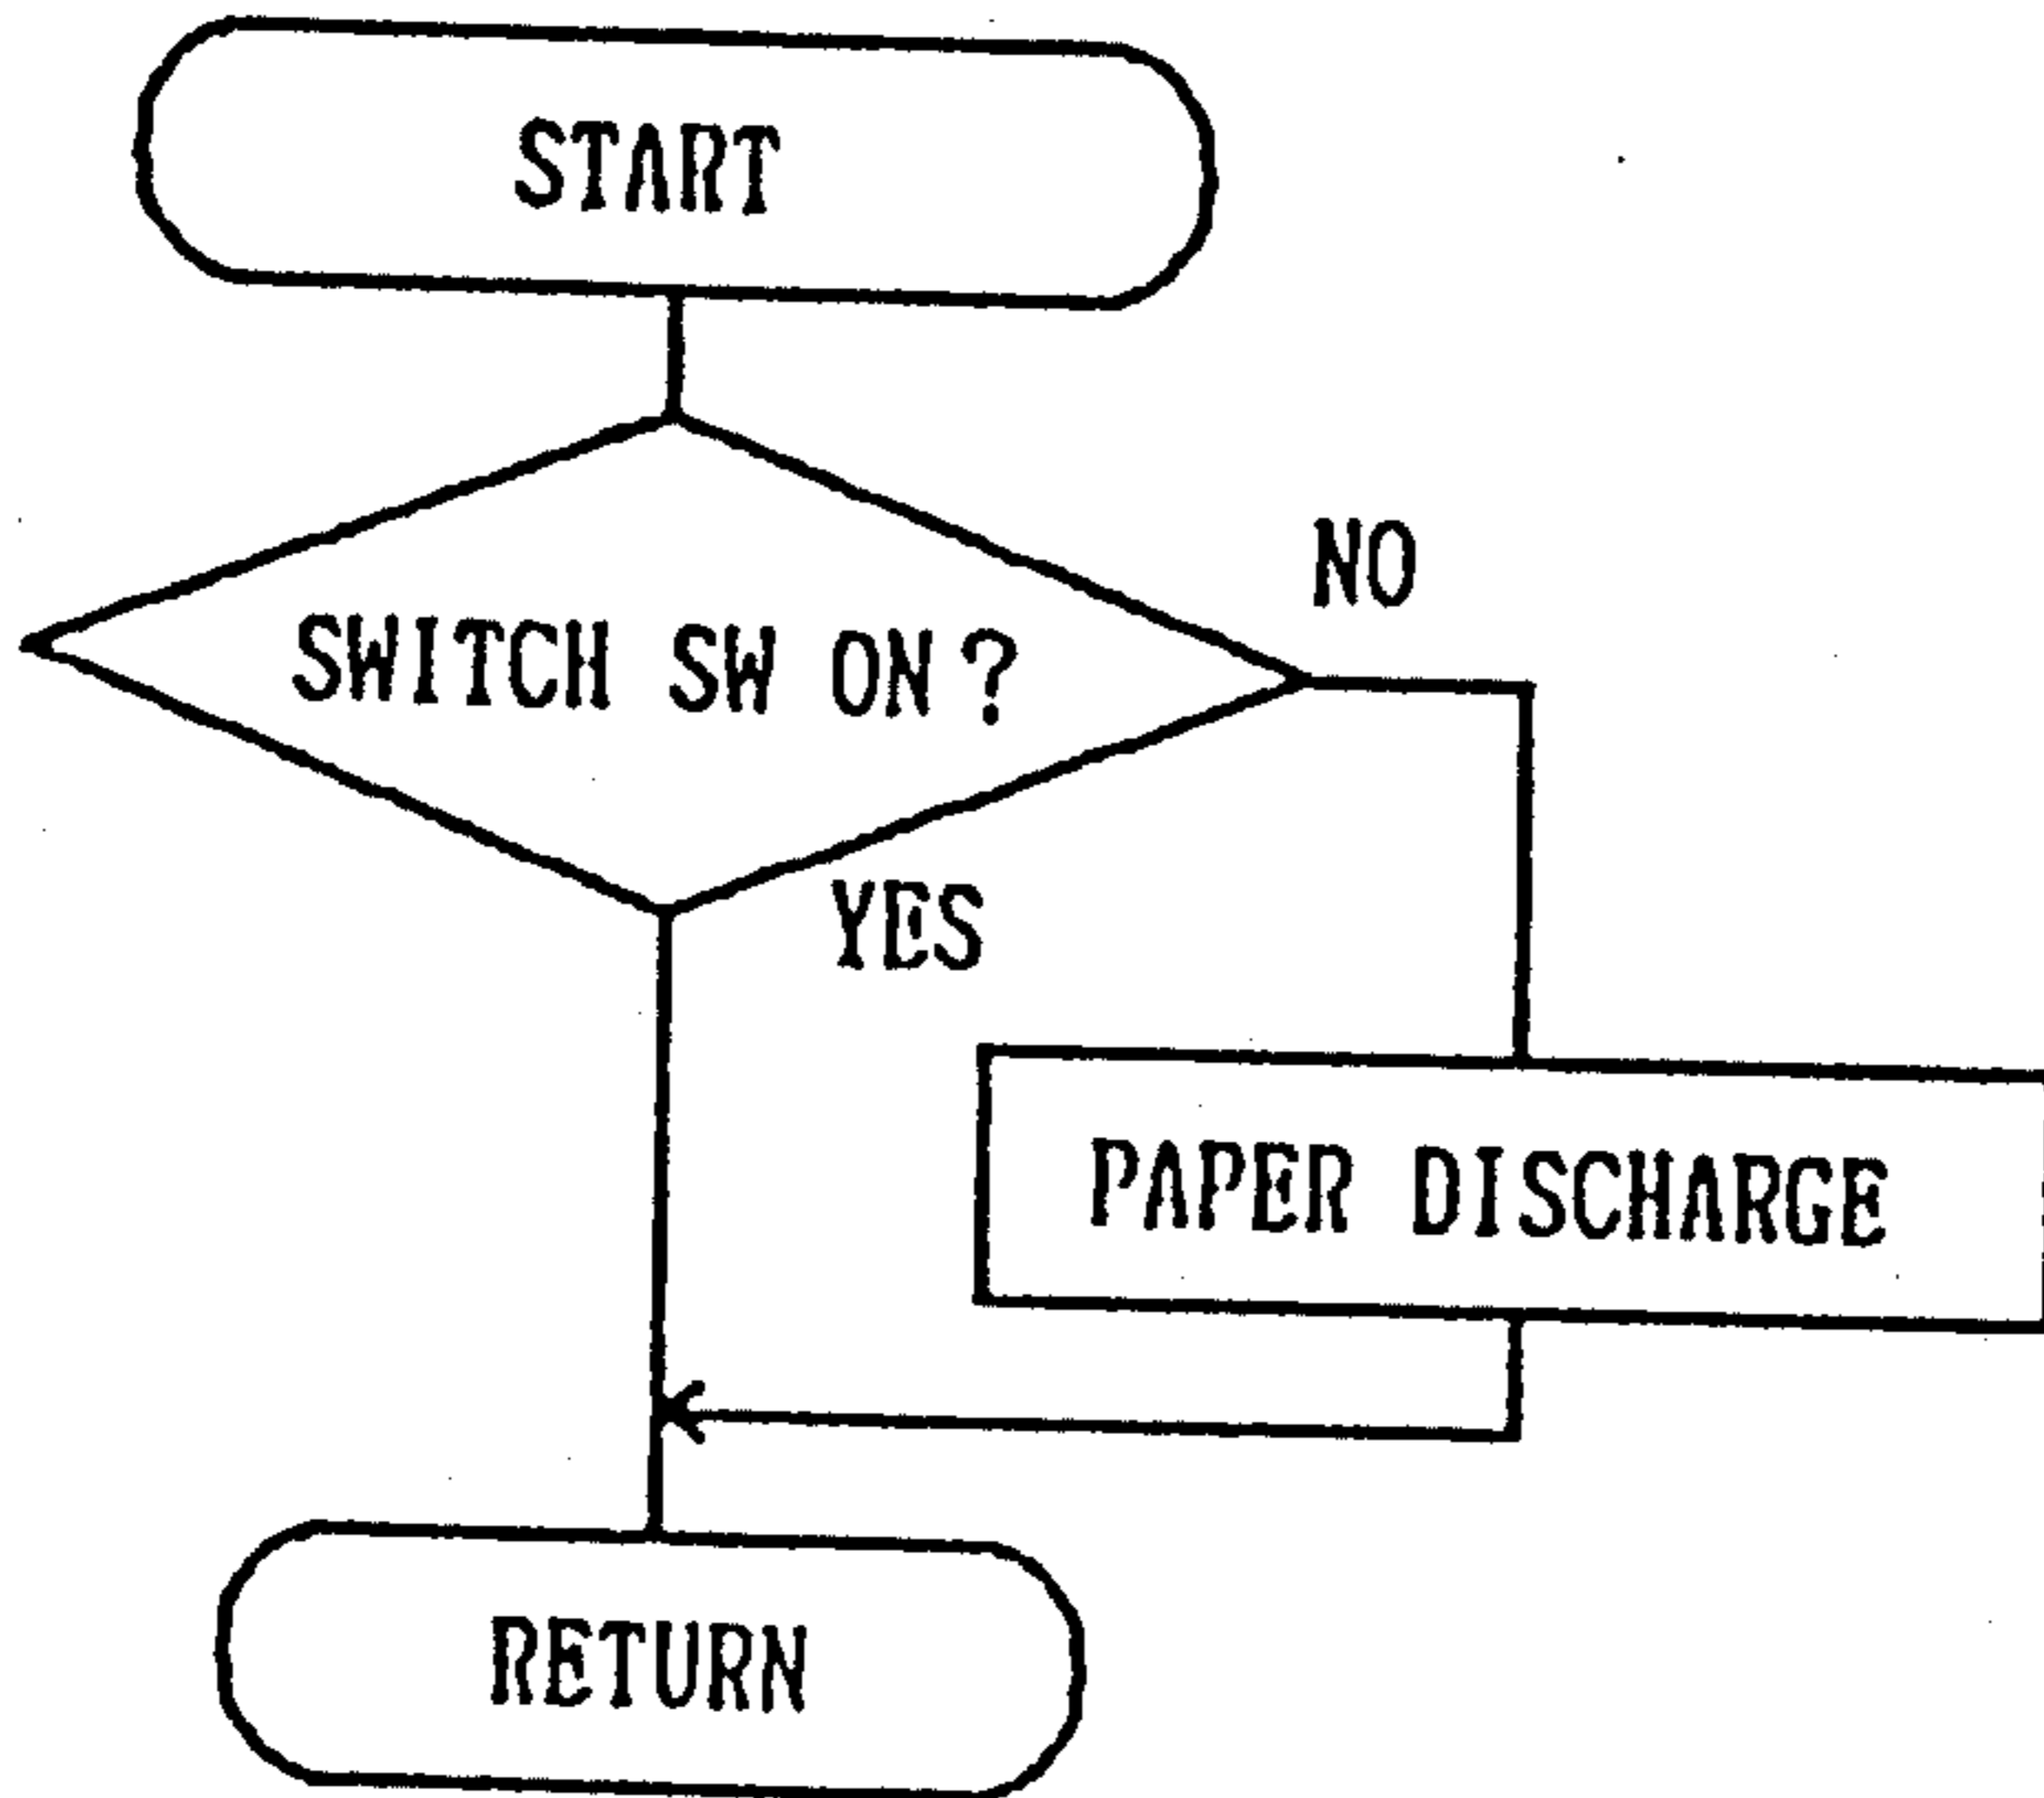 START
SWITCH SW ON?
NO
YES
PAPER DISCHARGE
RETURN